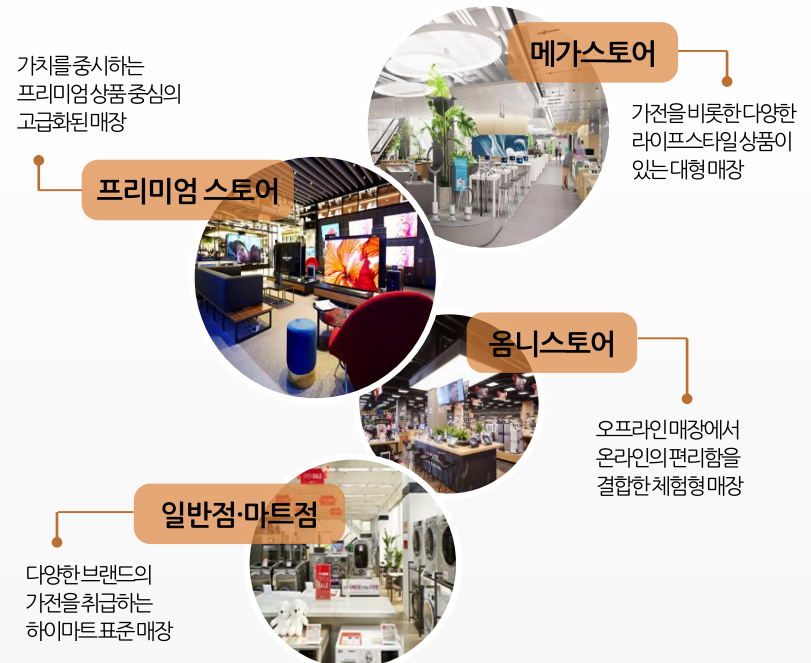 메가스토어
가전을 비롯한 다양한
라이프스타일 상품이
있는 대형 매장
가치를 중시하는
프리미엄 상품 중심의
고급화된 매장
프리미엄 스토어
옴니스토어
오프라인 매장에서
온라인의 편리함을
결합한 체험형 매장
일반점·마트점
다양한 브랜드의
가전을 취급하는
하이마트 표준 매장